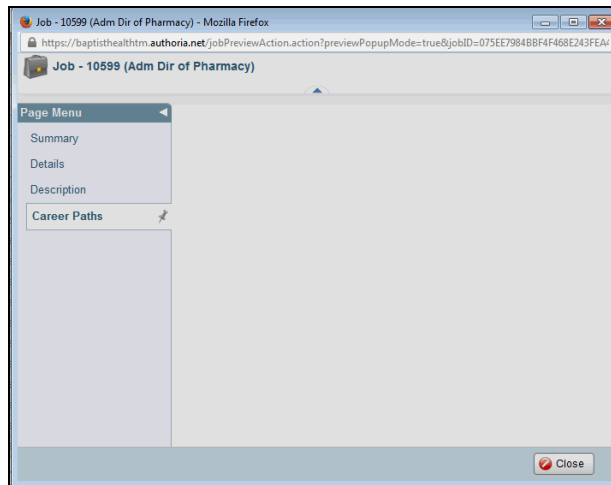 Job - 10599 (Adm Dir of Pharmacy) - Mozilla Firefox
https://baptisthealthtm.authoria.net/jobPreviewAction.action?previewPopupMode=true&jobID=075EE7984BBF4F468E243FEA4
Job - 10599 (Adm Dir of Pharmacy)
Page Menu
Summary
Details
Description
Career Paths
Close